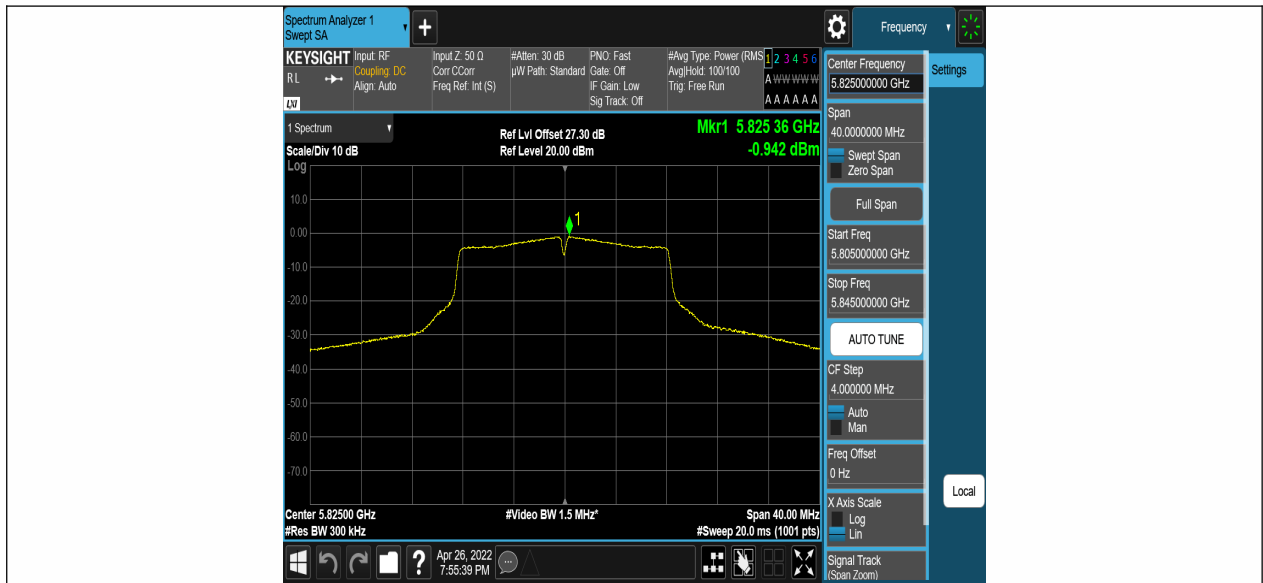 Spectrum Analyzer 1
Swept SA
+
Frequency
KEYSIGHT
RL
LXI
Input: RF
Coupling: DC
Align: Auto
Input Z: 50 Ω
Corr CCorr
Freq Ref: Int (S)
#Atten: 30 dB
µW Path: Standard
PNO: Fast
Gate: Off
IF Gain: Low
Sig Track: Off
#Avg Type: Power (RMS
Avg|Hold: 100/100
Trig: Free Run
1 2 3 4 5 6
A W W W W W
A A A A A A
1 Spectrum
Scale/Div 10 dB
Log
Ref Lvl Offset 27.30 dB
Ref Level 20.00 dBm
Mkr1 5.825 36 GHz
-0.942 dBm
1
10.0
0.00
-10.0
-20.0
-30.0
-40.0
-50.0
-60.0
-70.0
Center 5.82500 GHz
#Res BW 300 kHz
#Video BW 1.5 MHz*
Span 40.00 MHz
#Sweep 20.0 ms (1001 pts)
Center Frequency
5.825000000 GHz
Settings
Span
40.0000000 MHz
Swept Span
Zero Span
Full Span
Start Freq
5.805000000 GHz
Stop Freq
5.845000000 GHz
AUTO TUNE
CF Step
4.000000 MHz
Auto
Man
Freq Offset
0 Hz
Local
X Axis Scale
Log
Lin
Signal Track
(Span Zoom)
?
Apr 26, 2022
7:55:39 PM